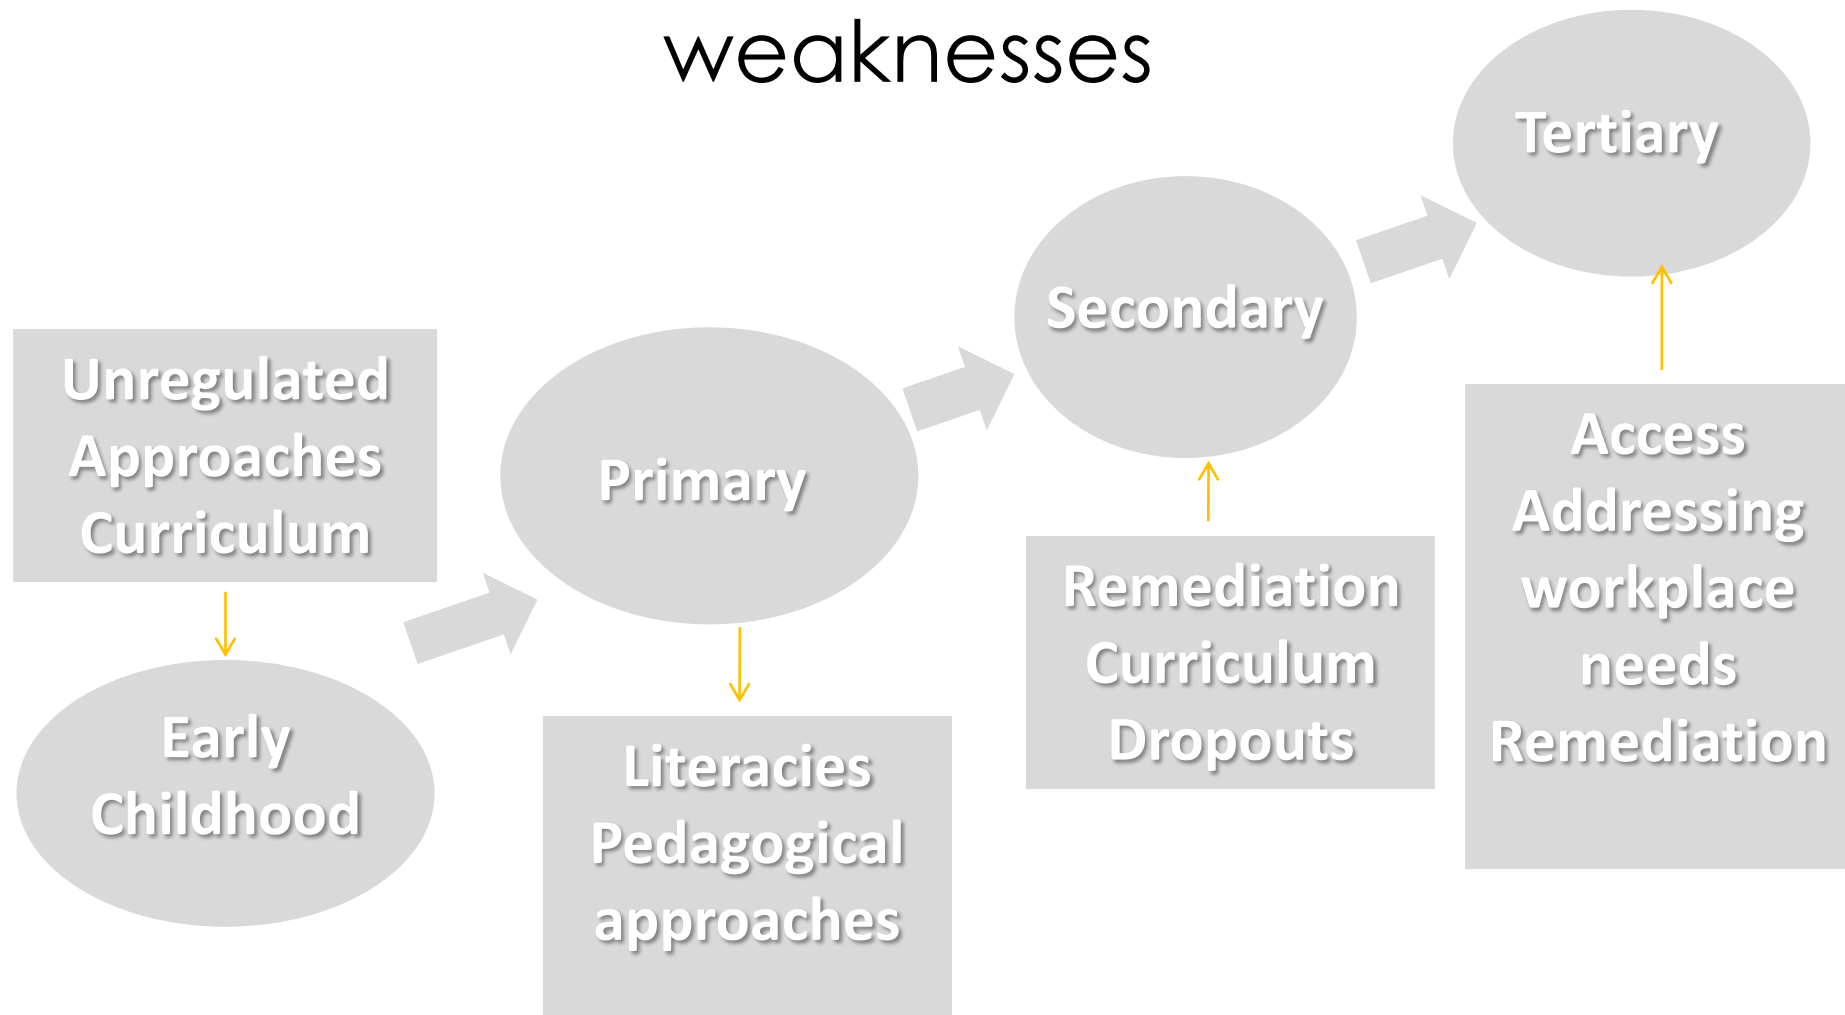 weaknesses
Tertiary
Secondary
Unregulated
Approaches
Curriculum
Primary
Access
Addressing
workplace
needs
Remediation
Remediation
Curriculum
Dropouts
Early
Childhood
Literacies
Pedagogical
approaches